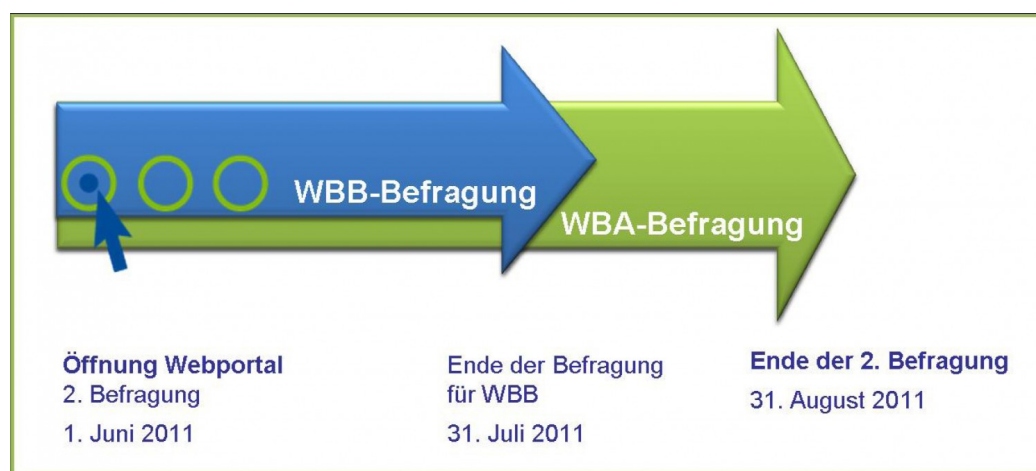 WBB-Befragung
WBA-Befragung
Öffnung Webportal
2. Befragung
1. Juni 2011
Ende der Befragung
für WBB
31. Juli 2011
Ende der 2. Befragung
31. August 2011